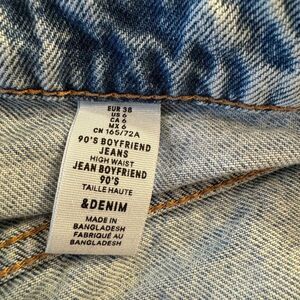 EUR 38
US 6
CA 6
MX 6
CN 165/72A
90'S BOYFRIEND
JEANS
HIGH WAIST
JEAN BOYFRIEND
90'S
TAILLE HAUTE
&DENIM
MADE IN
BANGLADESH
FABRIQUÉ AU
BANGLADESH